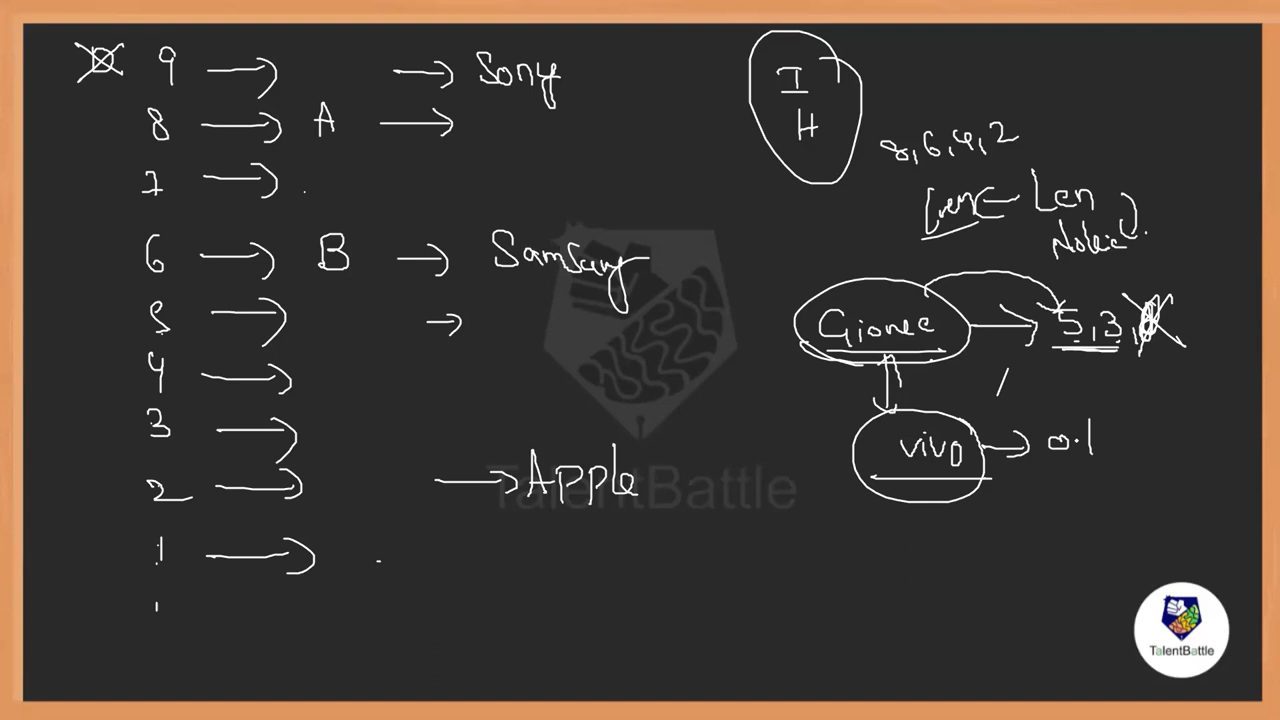 9 → → Sony
8 → A →
7 →
6 → B → Samsung
5 → →
4 →
3 →
2 → → Apple
1 →
I
H
8, 6, 4, 2
Len
Nokia
Gionee → 5, 3,
vivo → 0.1
TalentBattle
TalentBattle